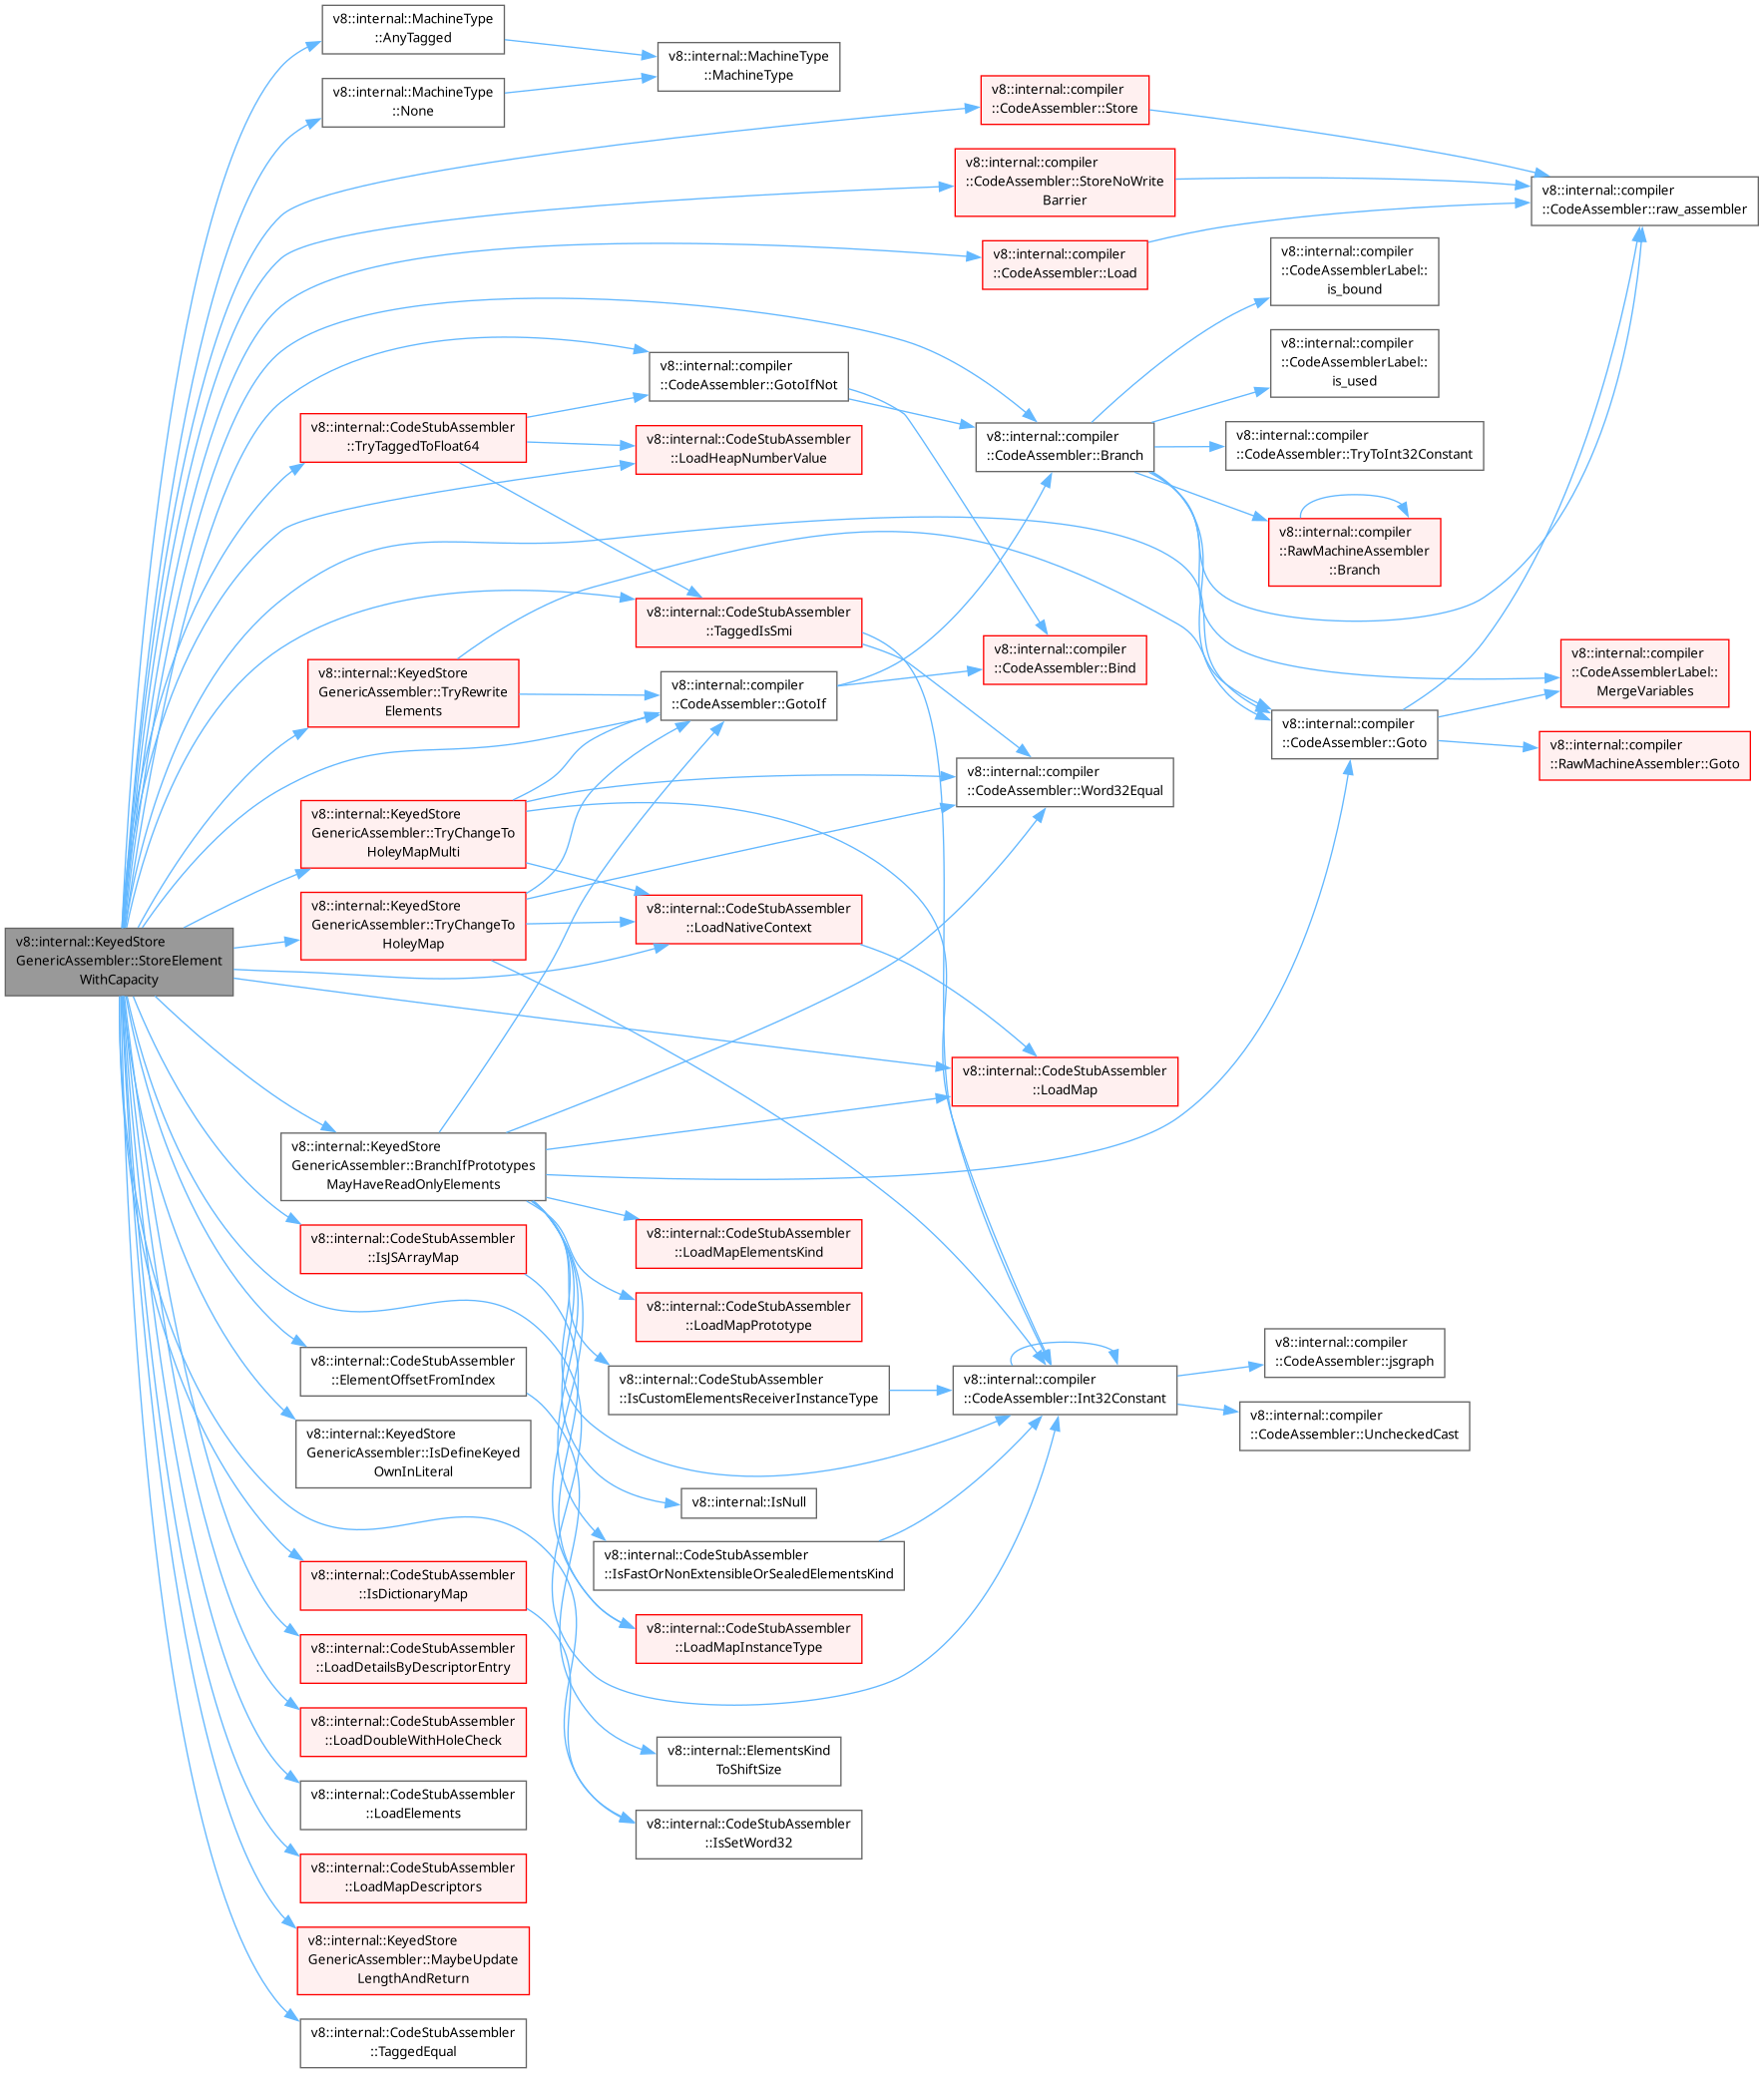 v8::internal::MachineType
::AnyTagged
v8::internal::MachineType
::MachineType
v8::internal::MachineType
::None
v8::internal::compiler
::CodeAssembler::Store
v8::internal::compiler
::CodeAssembler::StoreNoWrite
Barrier
v8::internal::compiler
::CodeAssembler::raw_assembler
v8::internal::compiler
::CodeAssembler::Load
v8::internal::compiler
::CodeAssemblerLabel::
is_bound
v8::internal::compiler
::CodeAssemblerLabel::
is_used
v8::internal::compiler
::CodeAssembler::GotoIfNot
v8::internal::CodeStubAssembler
::TryTaggedToFloat64
v8::internal::CodeStubAssembler
::LoadHeapNumberValue
v8::internal::compiler
::CodeAssembler::Branch
v8::internal::compiler
::CodeAssembler::TryToInt32Constant
v8::internal::compiler
::RawMachineAssembler
::Branch
v8::internal::CodeStubAssembler
::TaggedIsSmi
v8::internal::compiler
::CodeAssembler::Bind
v8::internal::KeyedStore
GenericAssembler::TryRewrite
Elements
v8::internal::compiler
::CodeAssembler::GotoIf
v8::internal::compiler
::CodeAssemblerLabel::
MergeVariables
v8::internal::compiler
::CodeAssembler::Goto
v8::internal::compiler
::RawMachineAssembler::Goto
v8::internal::compiler
::CodeAssembler::Word32Equal
v8::internal::KeyedStore
GenericAssembler::TryChangeTo
HoleyMapMulti
v8::internal::KeyedStore
GenericAssembler::TryChangeTo
HoleyMap
v8::internal::CodeStubAssembler
::LoadNativeContext
v8::internal::KeyedStore
GenericAssembler::StoreElement
WithCapacity
v8::internal::CodeStubAssembler
::LoadMap
v8::internal::KeyedStore
GenericAssembler::BranchIfPrototypes
MayHaveReadOnlyElements
v8::internal::CodeStubAssembler
::IsJSArrayMap
v8::internal::CodeStubAssembler
::LoadMapElementsKind
v8::internal::CodeStubAssembler
::LoadMapPrototype
v8::internal::CodeStubAssembler
::ElementOffsetFromIndex
v8::internal::CodeStubAssembler
::IsCustomElementsReceiverInstanceType
v8::internal::compiler
::CodeAssembler::Int32Constant
v8::internal::compiler
::CodeAssembler::jsgraph
v8::internal::compiler
::CodeAssembler::UncheckedCast
v8::internal::KeyedStore
GenericAssembler::IsDefineKeyed
OwnInLiteral
v8::internal::IsNull
v8::internal::CodeStubAssembler
::IsFastOrNonExtensibleOrSealedElementsKind
v8::internal::CodeStubAssembler
::IsDictionaryMap
v8::internal::CodeStubAssembler
::LoadMapInstanceType
v8::internal::CodeStubAssembler
::LoadDetailsByDescriptorEntry
v8::internal::CodeStubAssembler
::LoadDoubleWithHoleCheck
v8::internal::ElementsKind
ToShiftSize
v8::internal::CodeStubAssembler
::LoadElements
v8::internal::CodeStubAssembler
::IsSetWord32
v8::internal::CodeStubAssembler
::LoadMapDescriptors
v8::internal::KeyedStore
GenericAssembler::MaybeUpdate
LengthAndReturn
v8::internal::CodeStubAssembler
::TaggedEqual